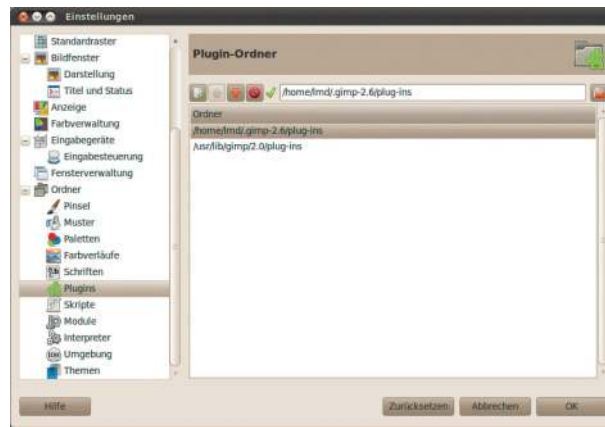 Einstellungen
Standardraster
Bildfenster
Darstellung
Titel und Status
Anzeige
Farbverwaltung
Eingabegeräte
Eingabesteuerung
Fensterverwaltung
Ordner
Pinsel
Muster
Paletten
Farbverläufe
Schriften
Plugins
Skripte
Module
Interpreter
Umgebung
Themen
Plugin-Ordner
/home/lmd/.gimp-2.6/plug-ins
Ordner
/home/lmd/.gimp-2.6/plug-ins
/usr/lib/gimp/2.0/plug-ins
Hilfe
Zurücksetzen
Abbrechen
OK